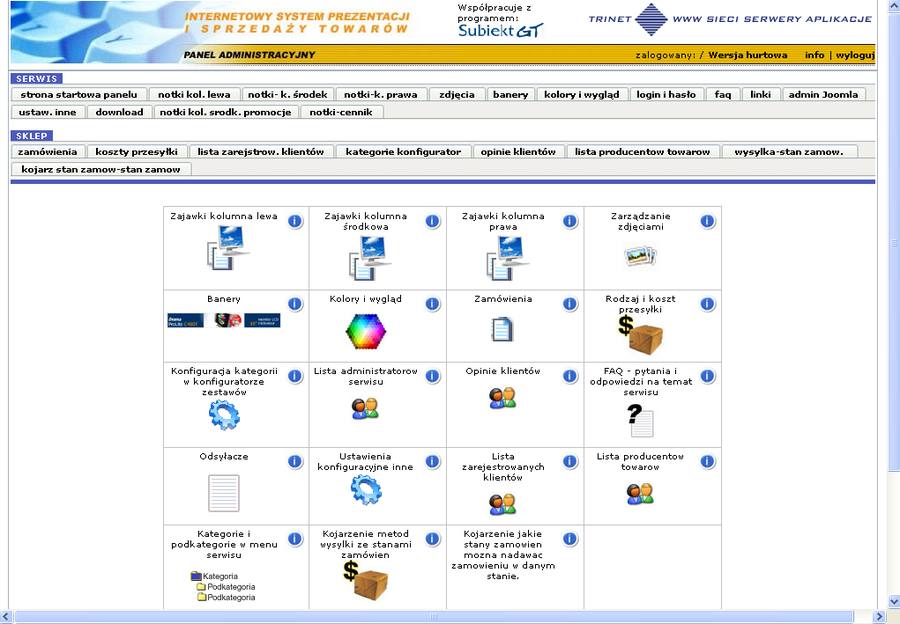 INTERNETOWY SYSTEM PREZENTACJI
I SPRZEDAŻY TOWARÓW
Współpracuje z
programem:
Subiekt GT
TRINET WWW SIECI SERWERY APLIKACJE
PANEL ADMINISTRACYJNY
zalogowany: / Wersja hurtowa info | wyloguj
SERWIS
strona startowa panelu notki kol. lewa notki- k. środek notki-k. prawa zdjęcia banery kolory i wygląd login i hasło faq linki admin Joomla
ustaw. inne download notki kol. srodk. promocje notki-cennik
SKLEP
zamówienia koszty przesyłki lista zarejstrow. klientów kategorie konfigurator opinie klientów lista producentow towarow wysylka-stan zamow.
kojarz stan zamow-stan zamow
Zajawki kolumna lewa
Zajawki kolumna
środkowa
Zajawki kolumna
prawa
Zarządzanie
zdjęciami
Banery
Kolory i wygląd
Zamówienia
Rodzaj i koszt
przesyłki
Konfiguracja kategorii
w konfiguratorze
zestawów
Lista administratorow
serwisu
Opinie klientów
FAQ - pytania i
odpowiedzi na temat
serwisu
Odsyłacze
Ustawienia
konfiguracyjne inne
Lista
zarejestrowanych
klientów
Lista producentow
towarow
Kategorie i
podkategorie w menu
serwisu
Kategoria
Podkategoria
Podkategoria
Kojarzenie metod
wysylki ze stanami
zamówien
Kojarzenie jakie
stany zamowien
mozna nadawac
zamowieniu w danym
stanie.